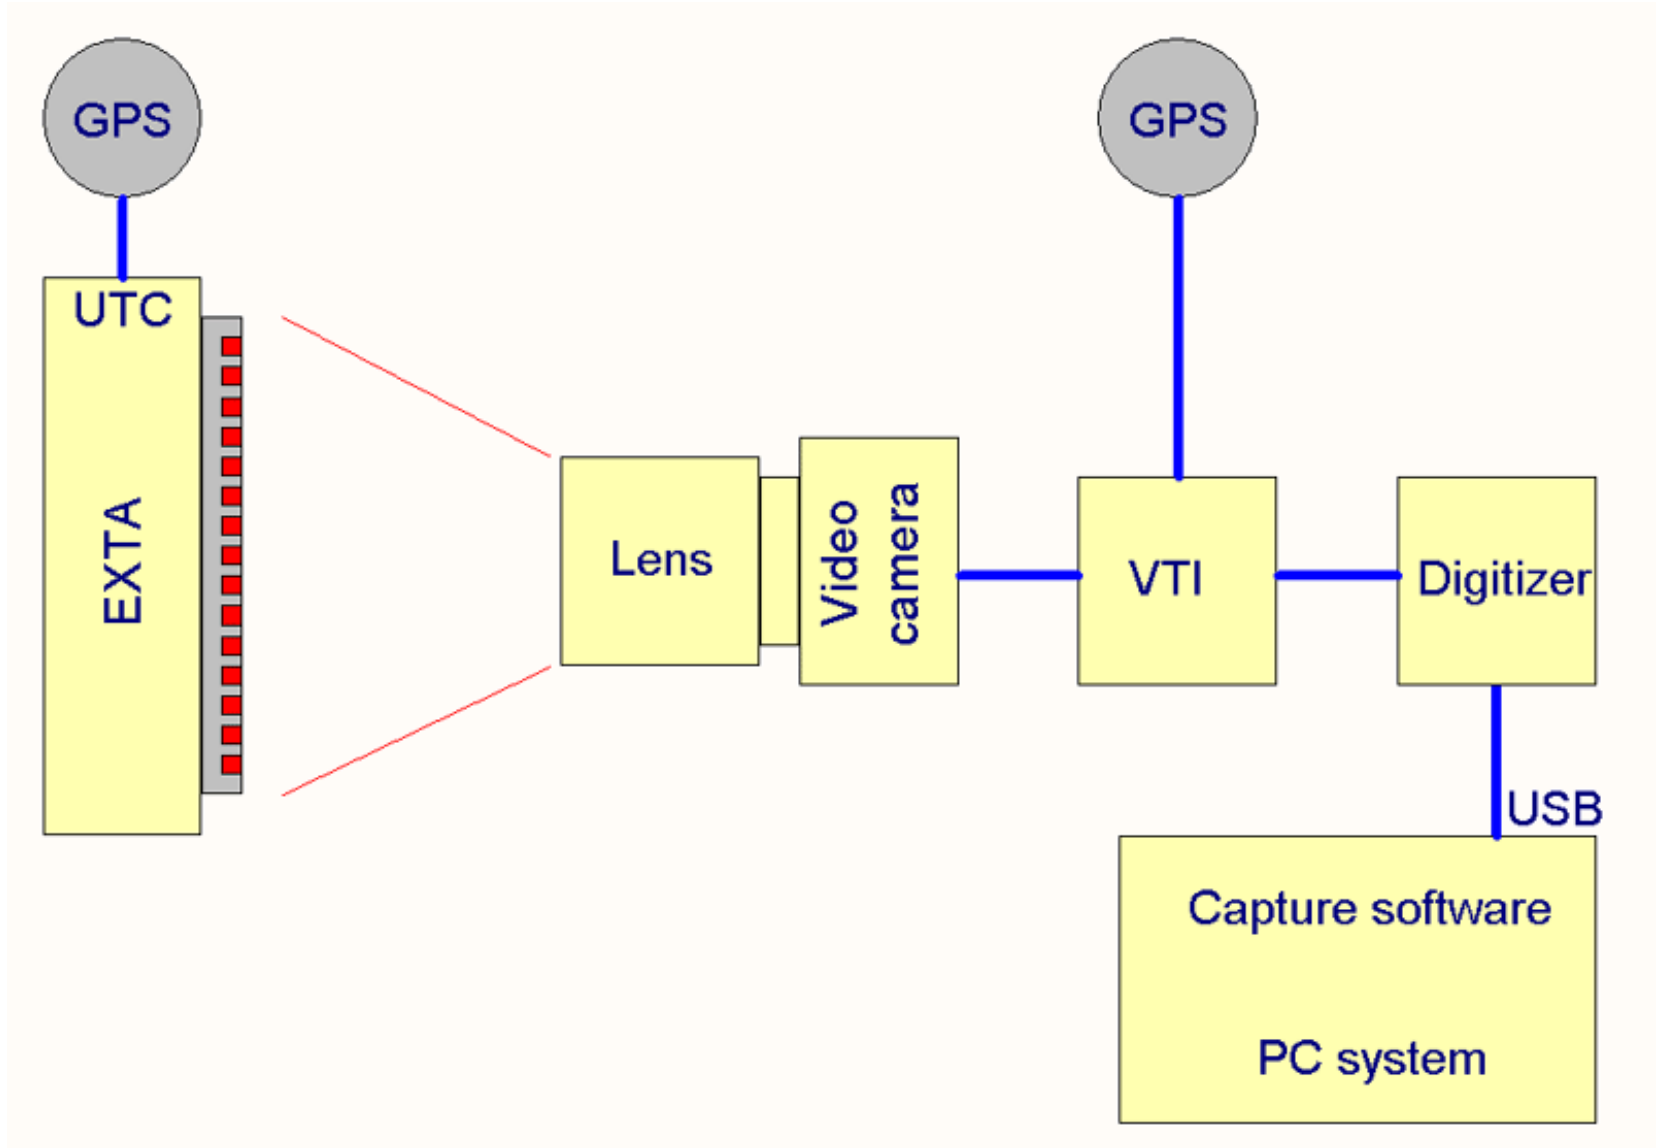 GPS
GPS
UTC
EXTA
Lens
Video
camera
VTI
Digitizer
USB
Capture software
PC system